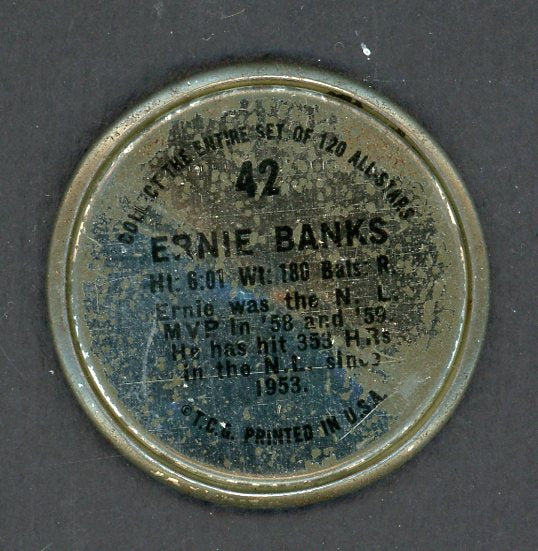 COLLECT THE ENTIRE SET OF 120 ALL-STARS
42
ERNIE BANKS
Ht: 6.01 Wt: 180 Bats: R.
Ernie was the N. L.
MVP in '58 and '59.
He has hit 353 H.Rs
in the N.L. since
1953.
©T.C.G. PRINTED IN U.S.A.